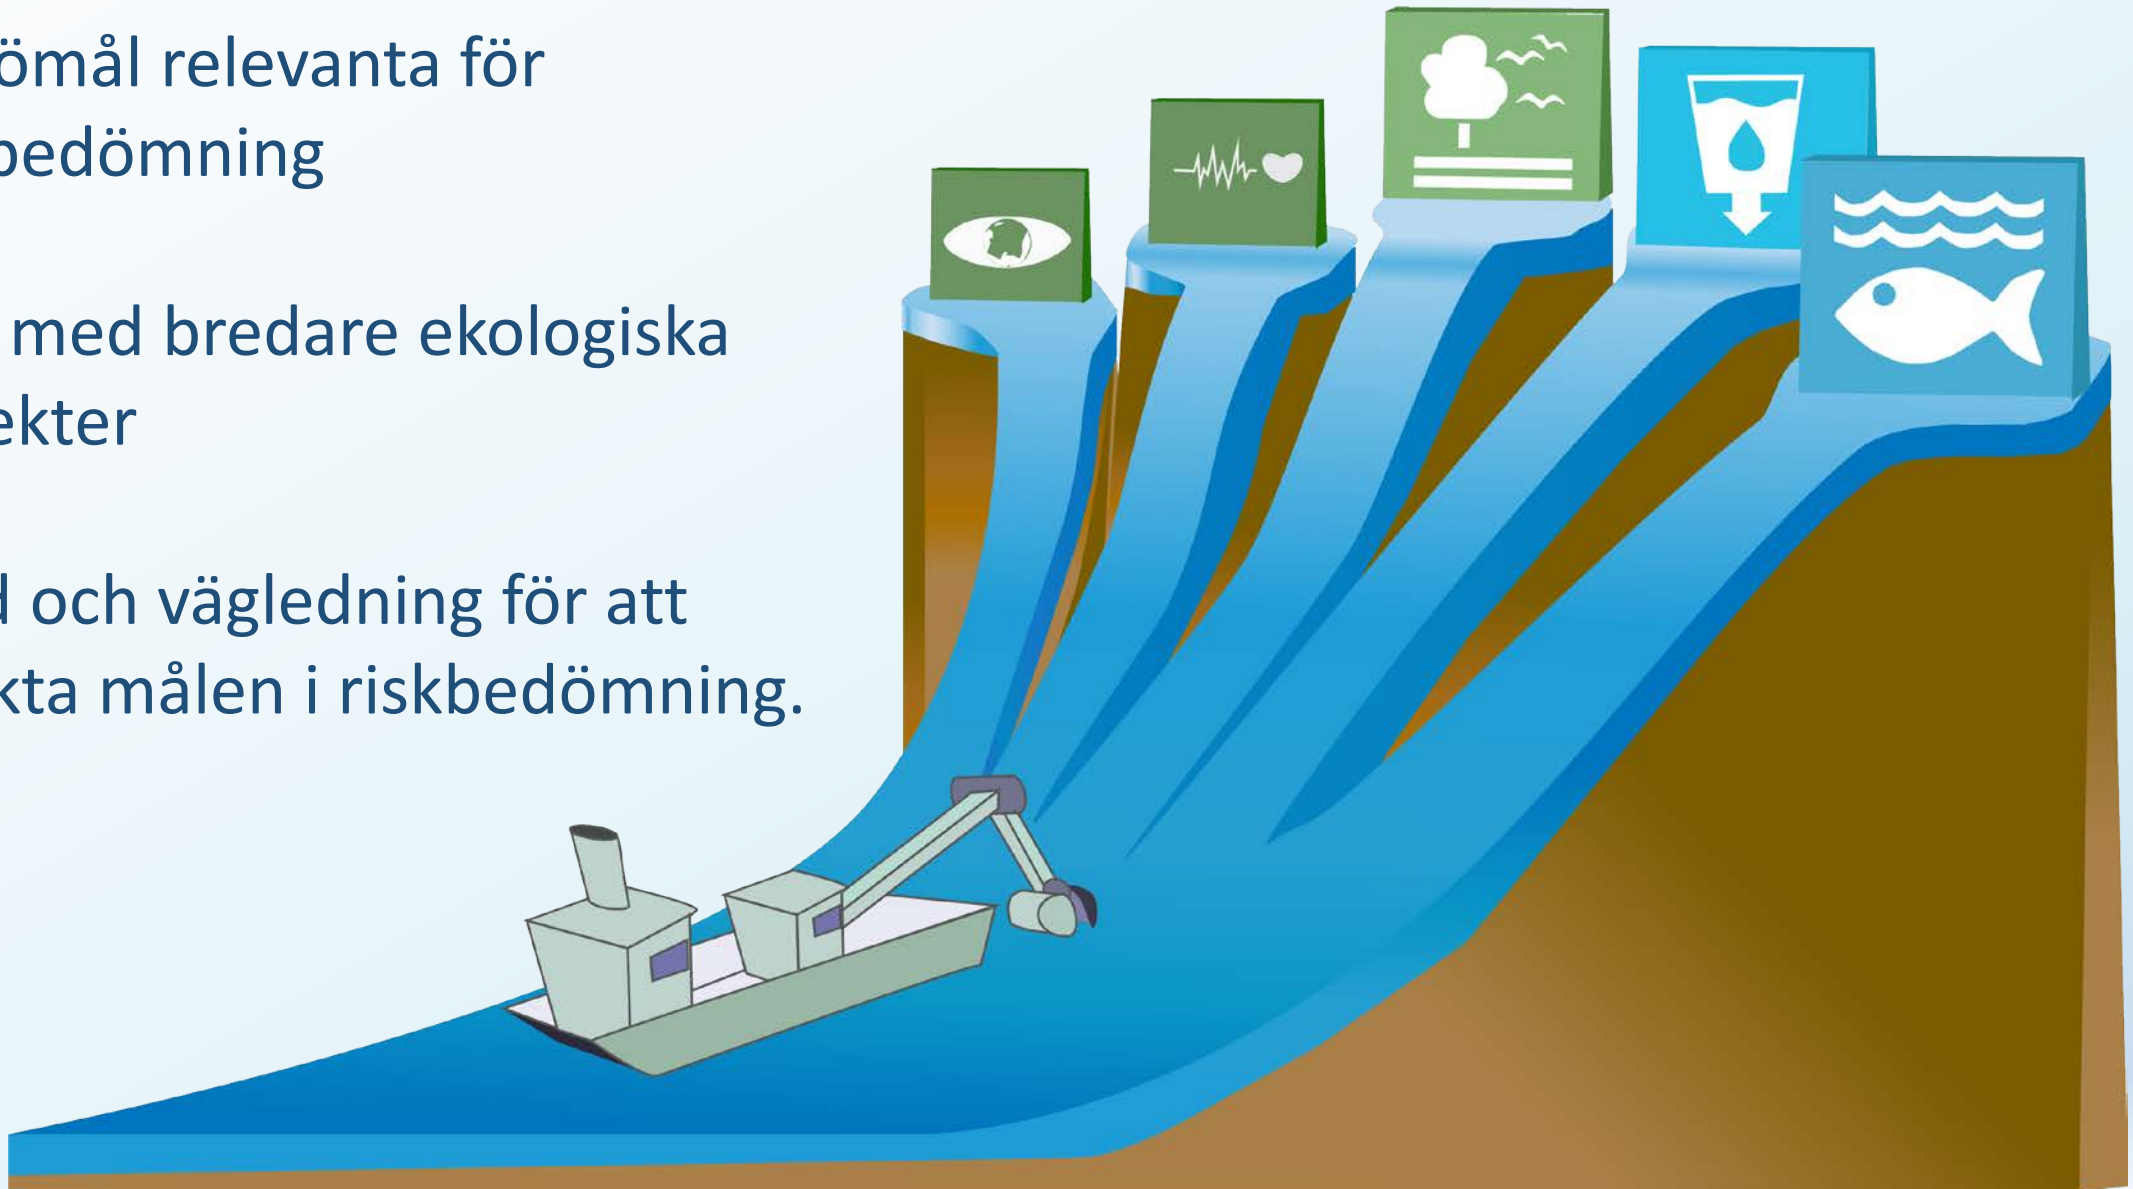 ömål relevanta för
bedömning
med bredare ekologiska
ekter
och vägledning för att
kta målen i riskbedömning.